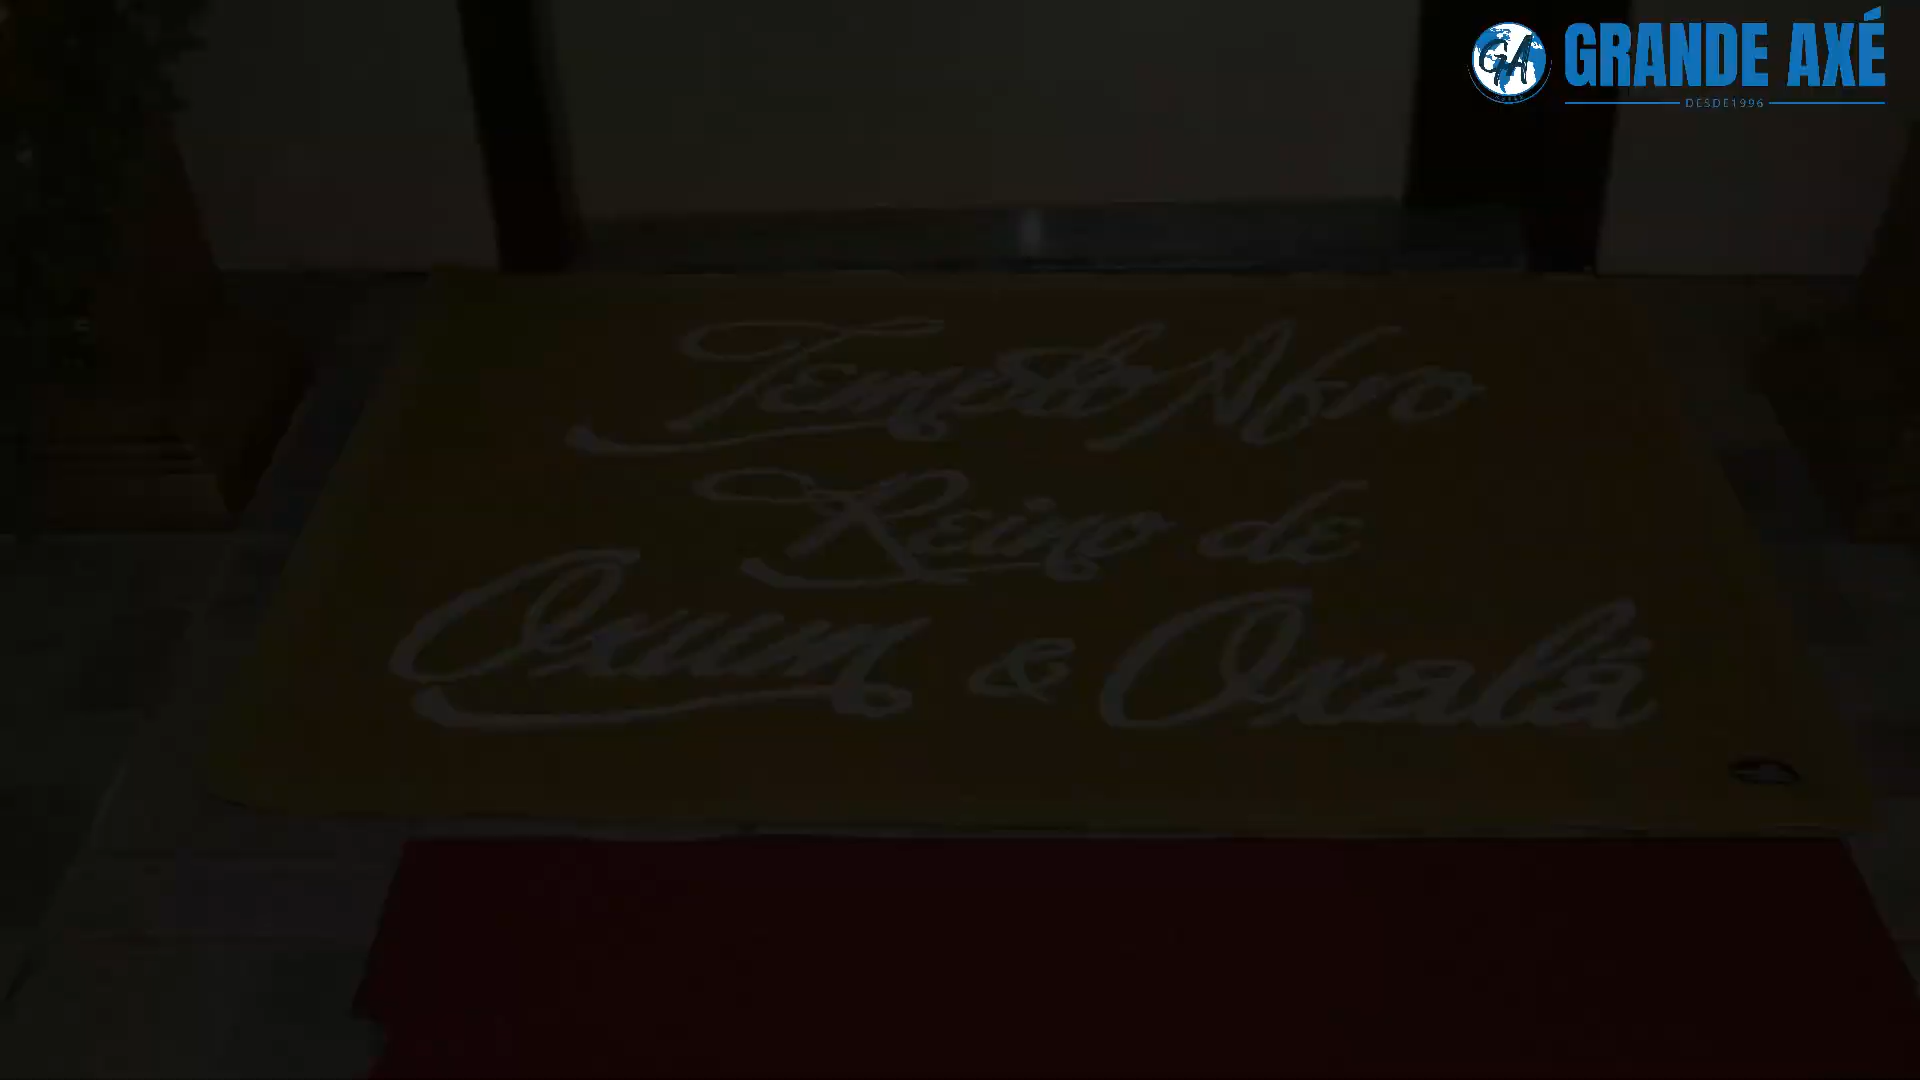 GRANDE AXÉ
DESDE1996
Templo Afro
Reino de
Oxum & Oxalá